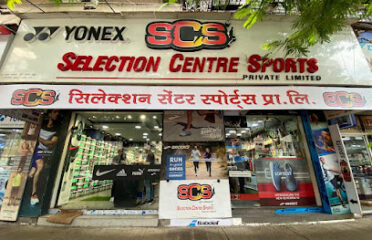 YONEX SCS
SELECTION CENTRE SPORTS
PRIVATE LIMITED
SCS सिलेक्शन सेंटर स्पोर्ट्स प्रा.लि. SCS
RUN
SCS